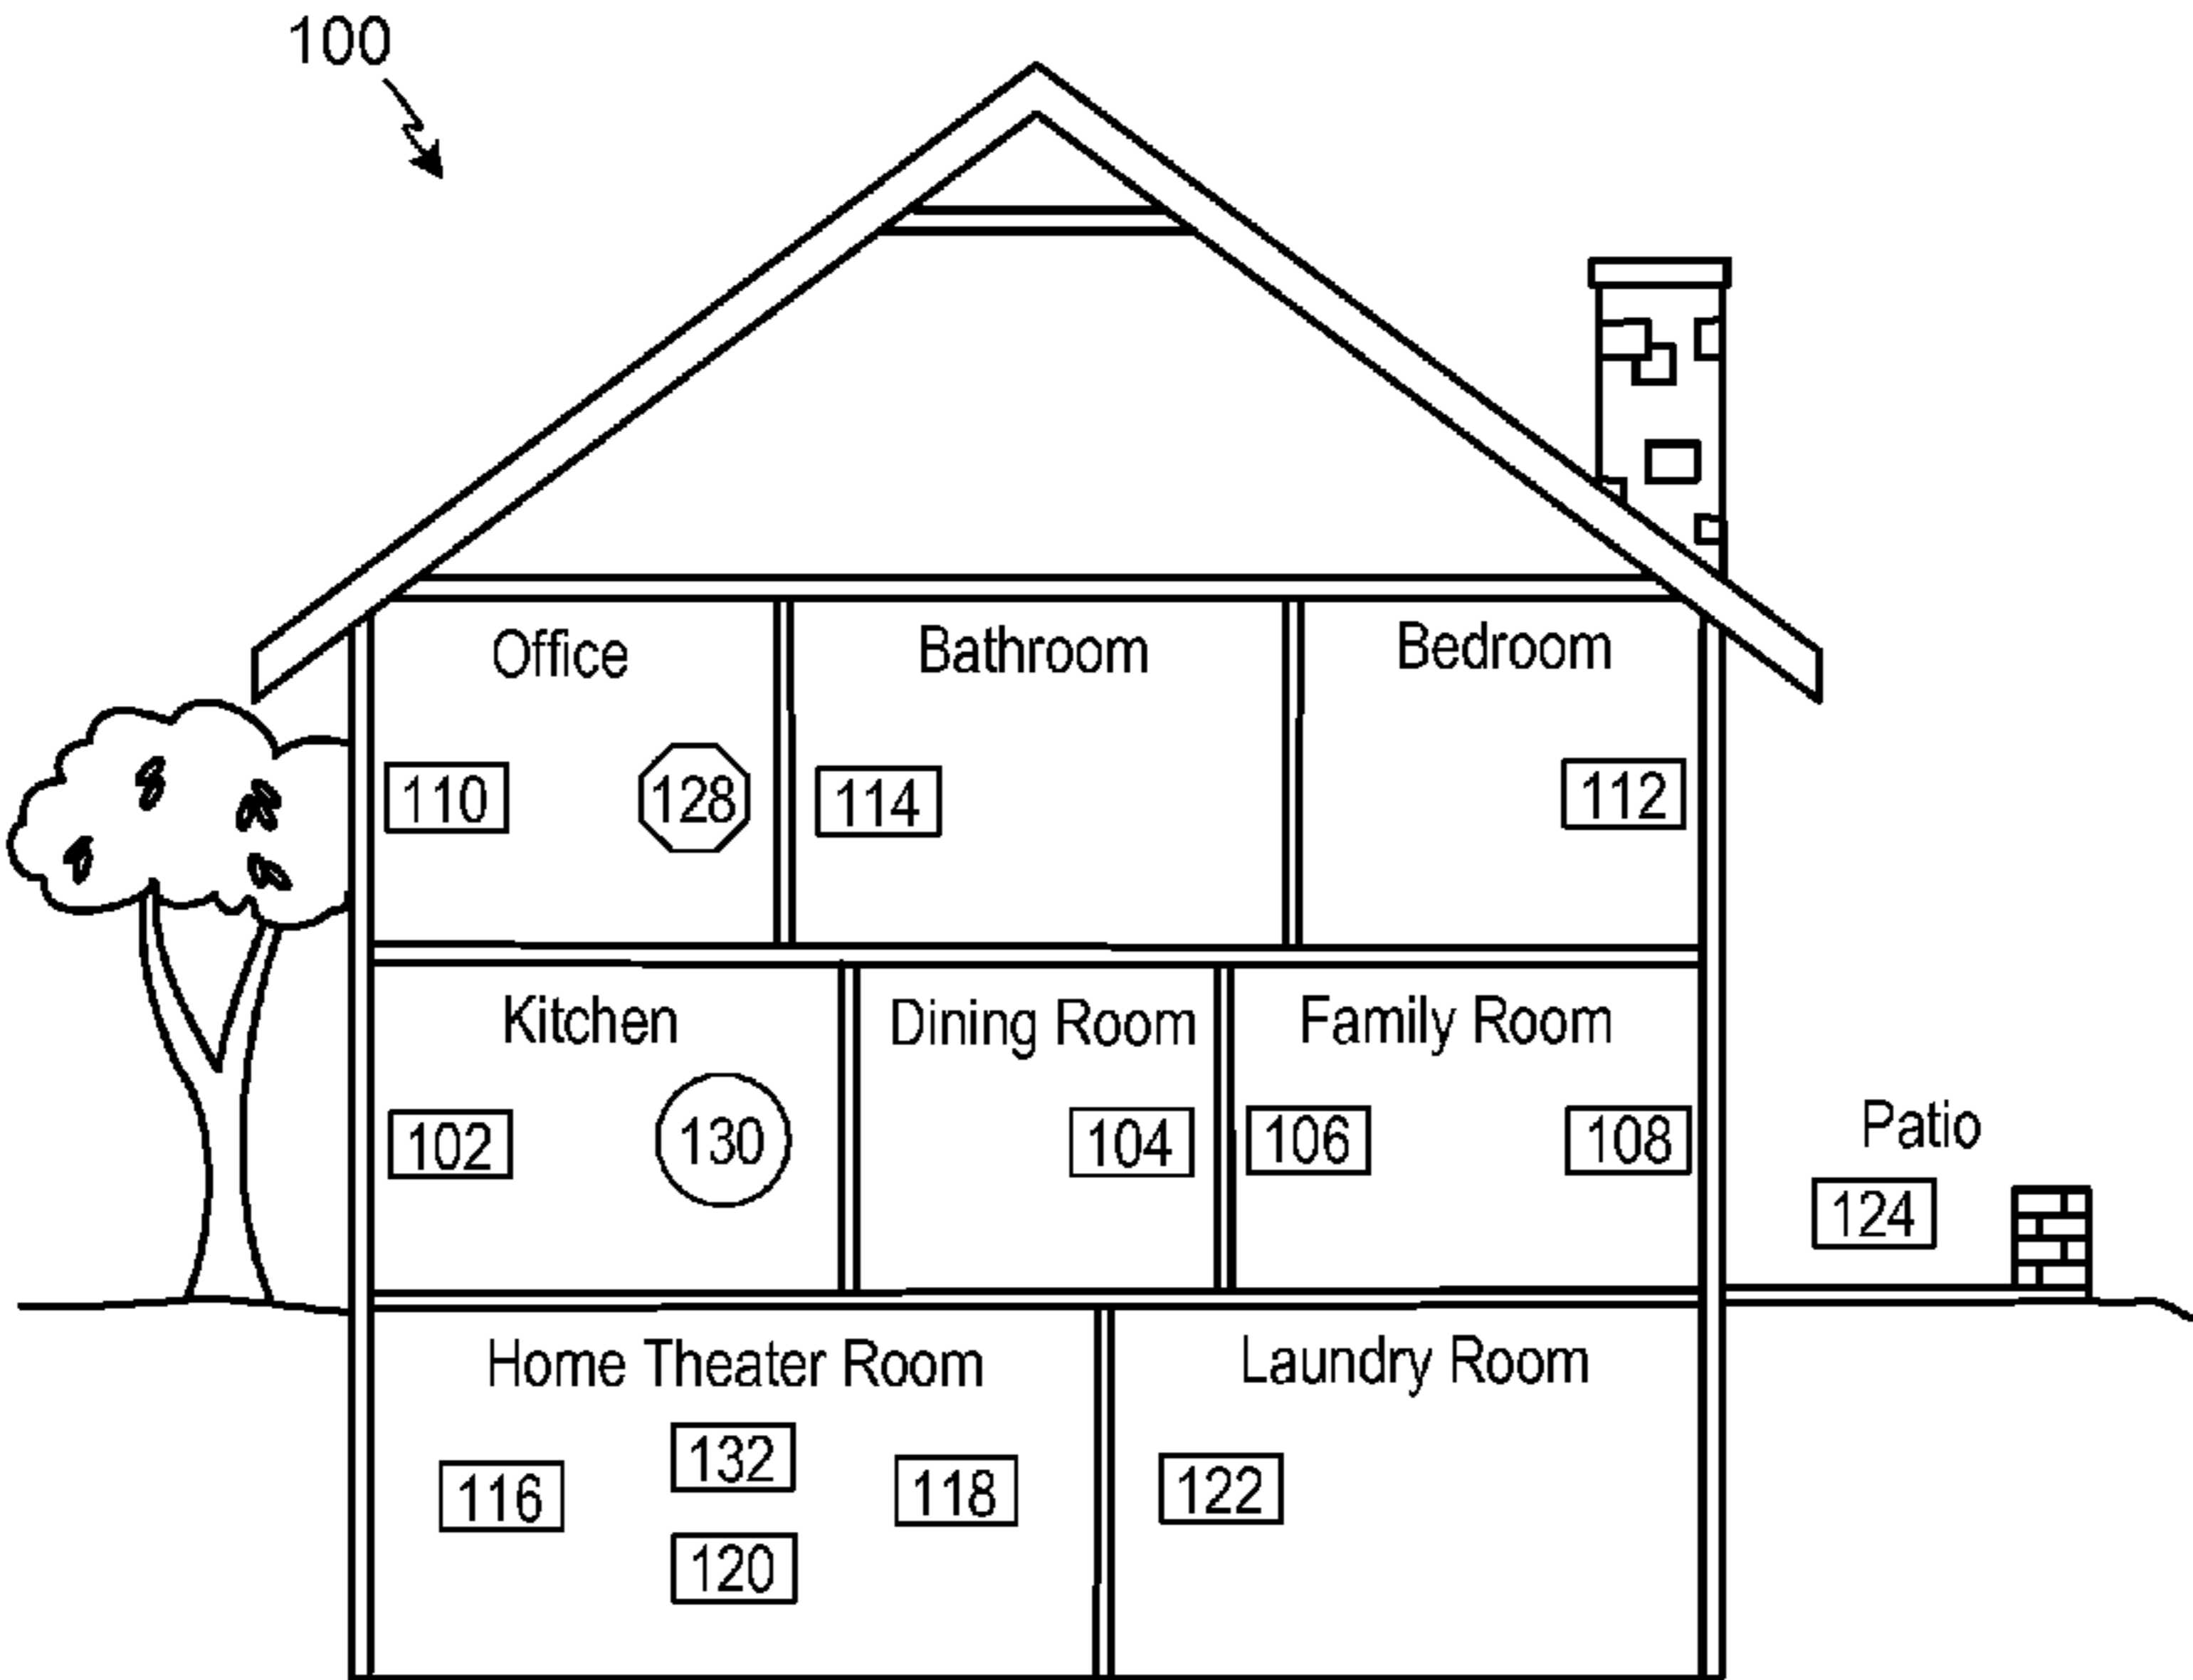 100
Office
Bathroom
Bedroom
110
128
114
112
Kitchen
Dining Room
Family Room
102
130
104
106
108
Patio
124
Home Theater Room
Laundry Room
116
132
118
120
122